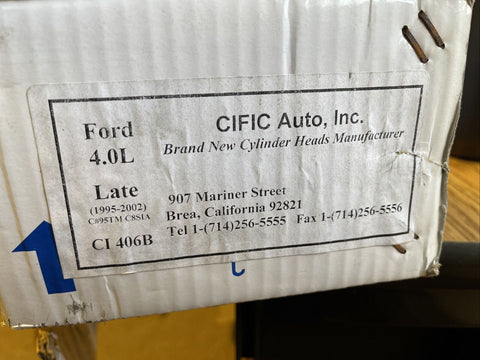 Ford
4.0L
Late
(1995-2002)
C#95TM C8SIA
CI 406B
CIFIC Auto, Inc.
Brand New Cylinder Heads Manufacturer
907 Mariner Street
Brea, California 92821
Tel 1-(714)256-5555 Fax 1-(714)256-5556